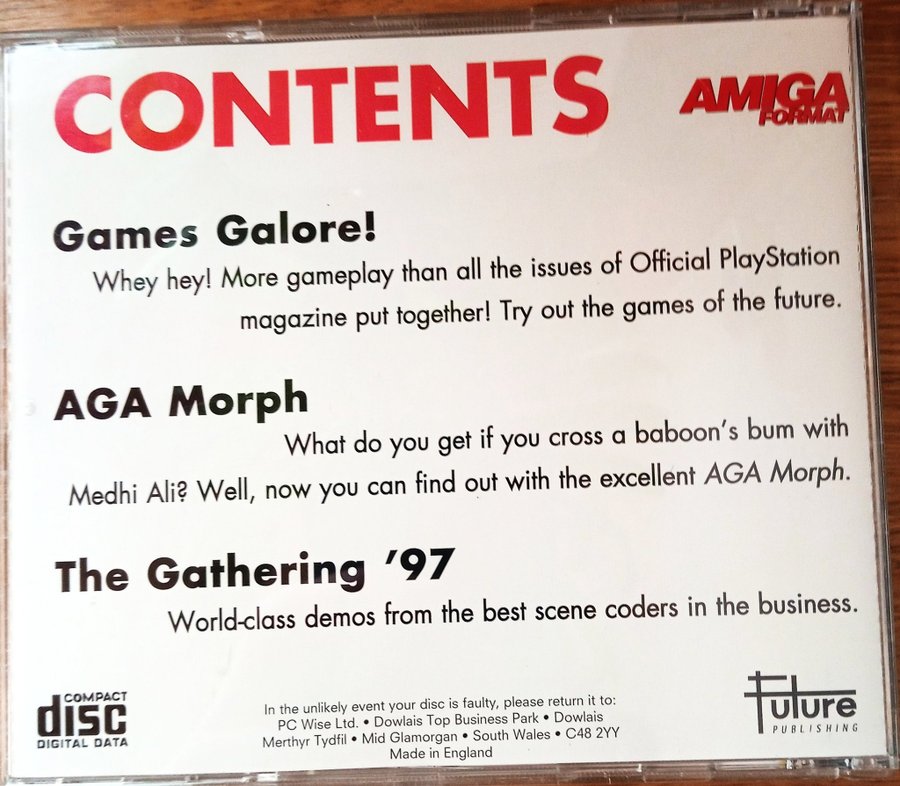 CONTENTS
AMIGA
FORMAT
Games Galore!
Whey hey! More gameplay than all the issues of Official PlayStation
magazine put together! Try out the games of the future.
AGA Morph
What do you get if you cross a baboon's bum with
Medhi Ali? Well, now you can find out with the excellent AGA Morph.
The Gathering '97
World-class demos from the best scene coders in the business.
COMPACT
disc
DIGITAL DATA
In the unlikely event your disc is faulty, please return it to:
PC Wise Ltd. • Dowlais Top Business Park • Dowlais
Merthyr Tydfil • Mid Glamorgan • South Wales • C48 2YY
Made in England
Future
PUBLISHING